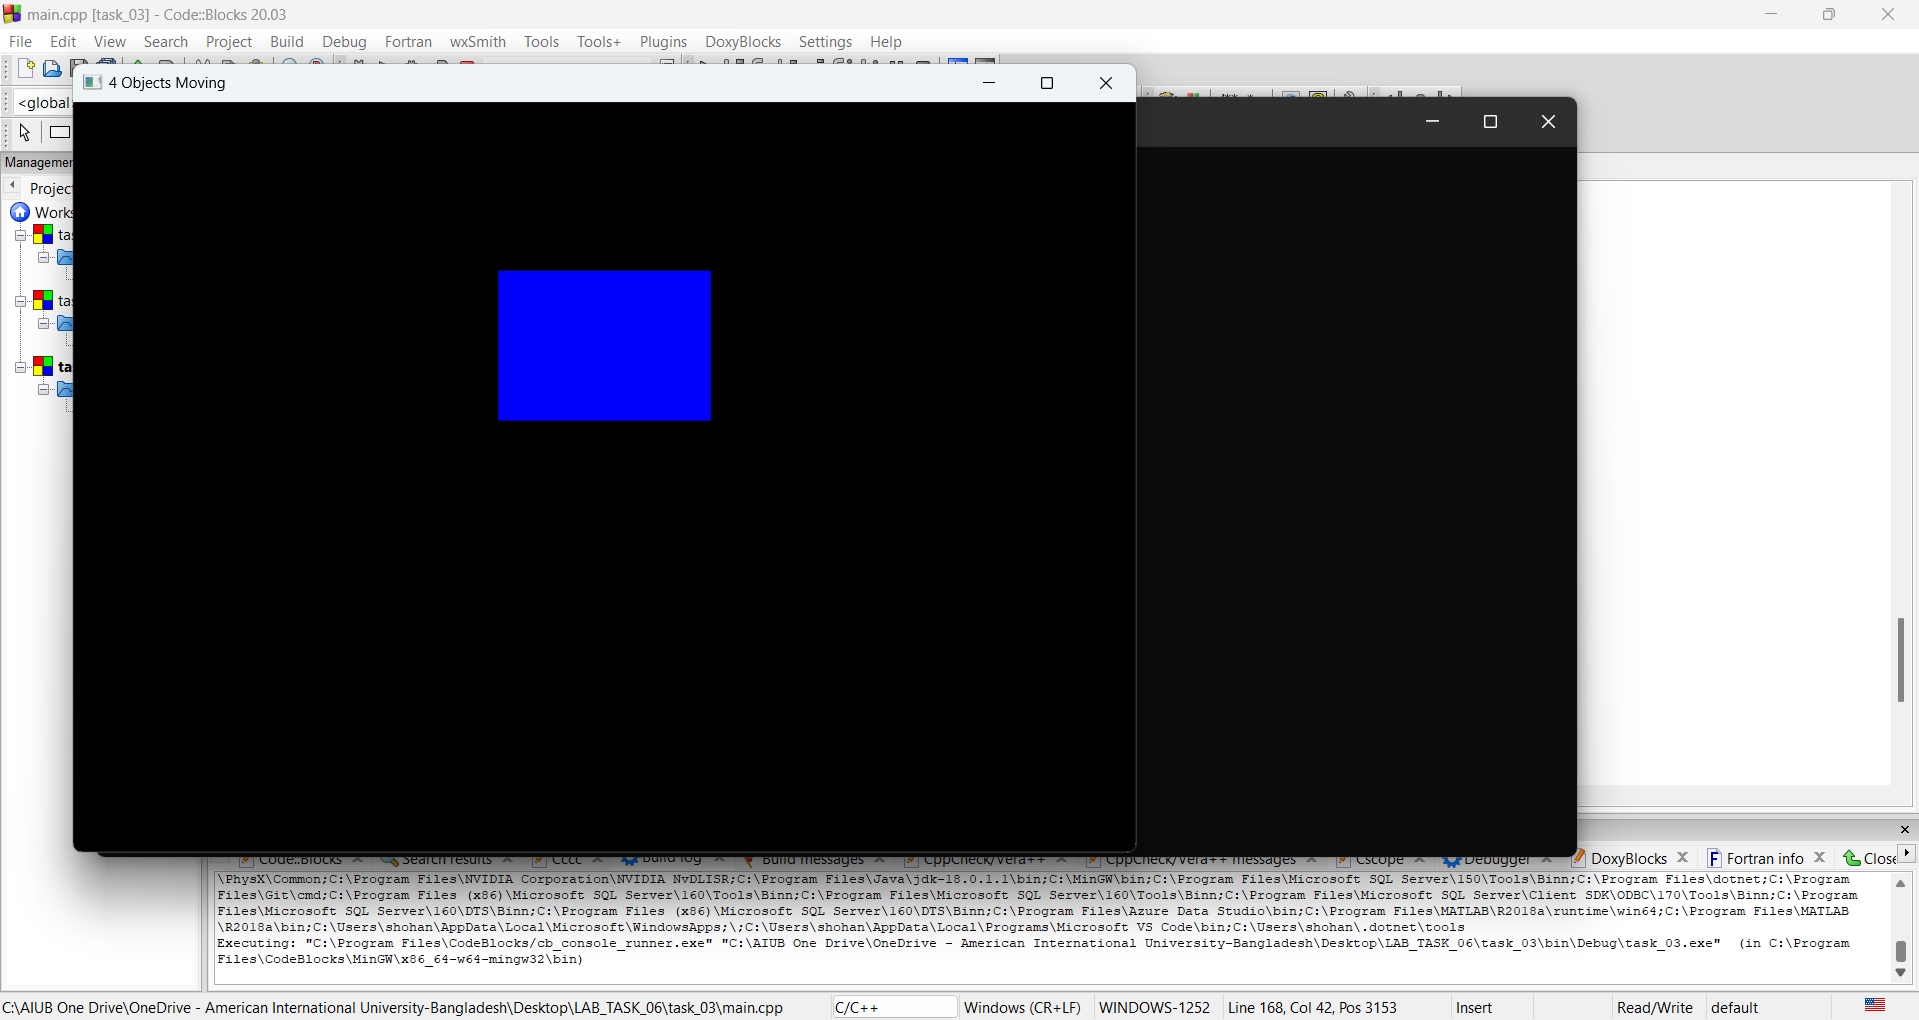 main.cpp [task_03] - Code::Blocks 20.03
File Edit View Search Project Build Debug Fortran wxSmith Tools Tools+ Plugins DoxyBlocks Settings Help
4 Objects Moving
<global
Managemen
Projec
Works
tas
tas
ta
Code::Blocks Search results Cccc Build log Build messages CppCheck/Vera++ CppCheck/Vera++ messages Cscope Debugger DoxyBlocks Fortran info Close
\PhysX\Common;C:\Program Files\NVIDIA Corporation\NVIDIA NvDLISR;C:\Program Files\Java\jdk-18.0.1.1\bin;C:\MinGW\bin;C:\Program Files\Microsoft SQL Server\150\Tools\Binn;C:\Program Files\dotnet;C:\Program
Files\Git\cmd;C:\Program Files (x86)\Microsoft SQL Server\160\Tools\Binn;C:\Program Files\Microsoft SQL Server\160\Tools\Binn;C:\Program Files\Microsoft SQL Server\Client SDK\ODBC\170\Tools\Binn;C:\Program
Files\Microsoft SQL Server\160\DTS\Binn;C:\Program Files (x86)\Microsoft SQL Server\160\DTS\Binn;C:\Program Files\Azure Data Studio\bin;C:\Program Files\MATLAB\R2018a\runtime\win64;C:\Program Files\MATLAB
\R2018a\bin;C:\Users\shohan\AppData\Local\Microsoft\WindowsApps;\;C:\Users\shohan\AppData\Local\Programs\Microsoft VS Code\bin;C:\Users\shohan\.dotnet\tools
Executing: "C:\Program Files\CodeBlocks/cb_console_runner.exe" "C:\AIUB One Drive\OneDrive - American International University-Bangladesh\Desktop\LAB_TASK_06\task_03\bin\Debug\task_03.exe" (in C:\Program
Files\CodeBlocks\MinGW\x86_64-w64-mingw32\bin)
C:\AIUB One Drive\OneDrive - American International University-Bangladesh\Desktop\LAB_TASK_06\task_03\main.cpp C/C++ Windows (CR+LF) WINDOWS-1252 Line 168, Col 42, Pos 3153 Insert Read/Write default